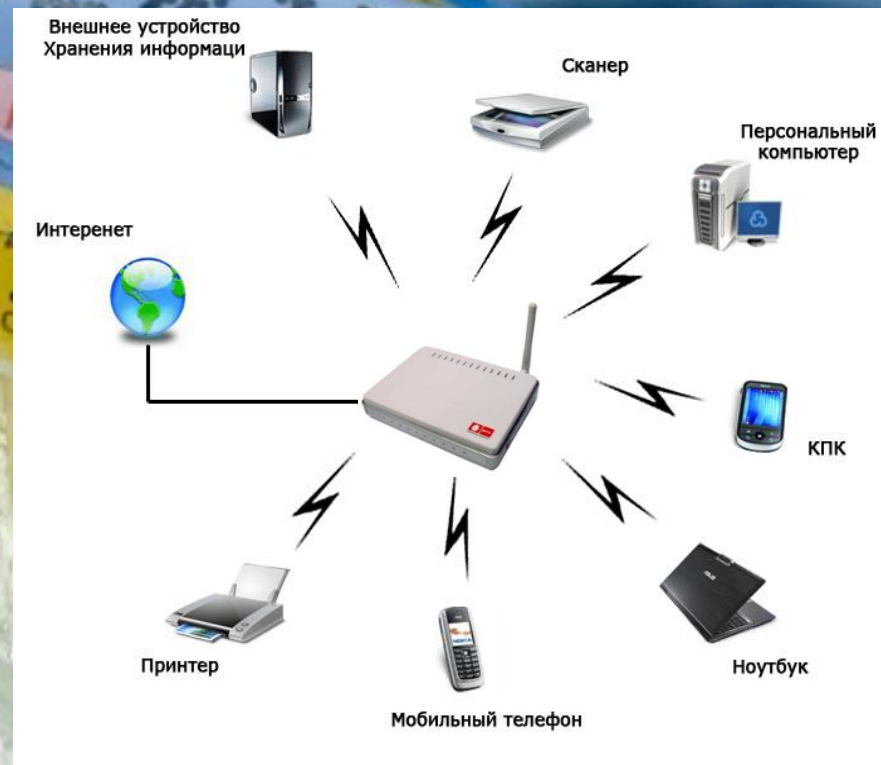 Внешнее устройство
Хранения информаци
Сканер
Персональный
компьютер
Интеренет
КПК
Принтер
Мобильный телефон
Ноутбук